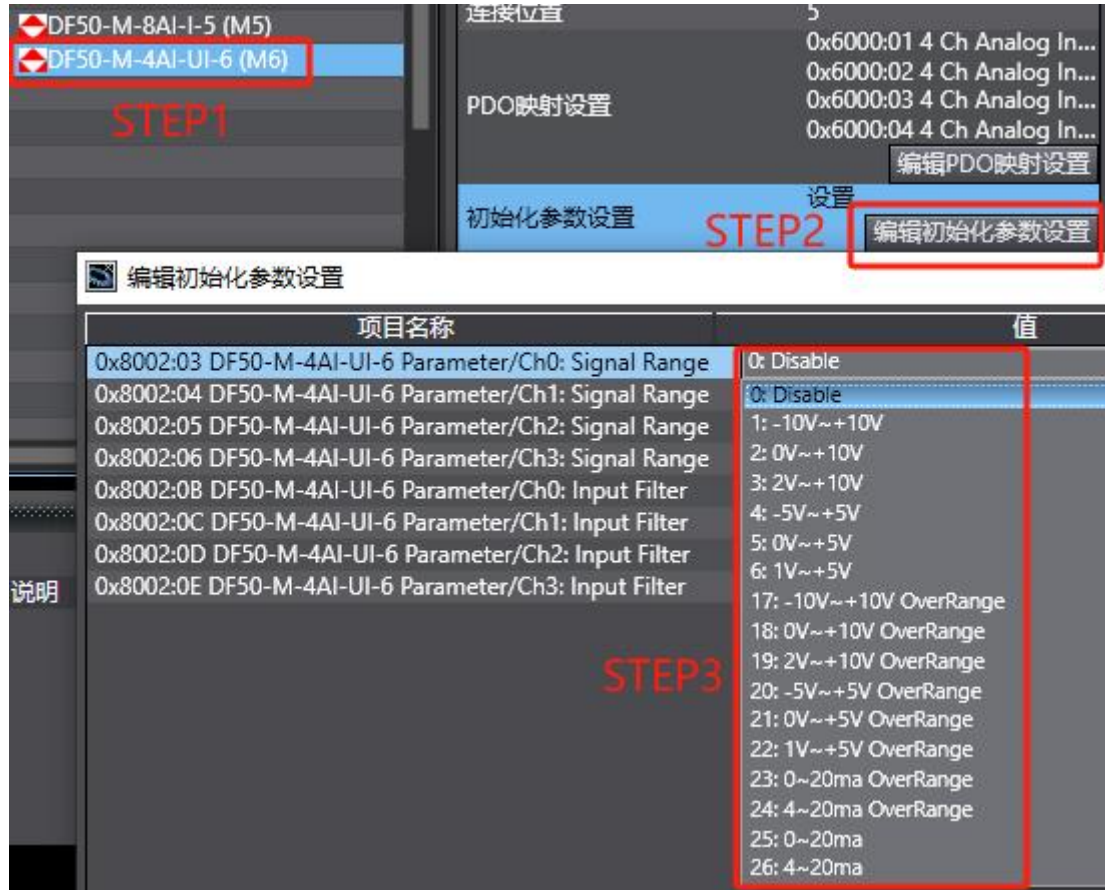 DF50-M-8AI-I-5 (M5)
DF50-M-4AI-UI-6 (M6)
STEP1
连接位置 5
PDO映射设置
0x6000:01 4 Ch Analog In...
0x6000:02 4 Ch Analog In...
0x6000:03 4 Ch Analog In...
0x6000:04 4 Ch Analog In...
编辑PDO映射设置
初始化参数设置
设置
STEP2
编辑初始化参数设置
编辑初始化参数设置
项目名称 值
0x8002:03 DF50-M-4AI-UI-6 Parameter/Ch0: Signal Range
0x8002:04 DF50-M-4AI-UI-6 Parameter/Ch1: Signal Range
0x8002:05 DF50-M-4AI-UI-6 Parameter/Ch2: Signal Range
0x8002:06 DF50-M-4AI-UI-6 Parameter/Ch3: Signal Range
0x8002:0B DF50-M-4AI-UI-6 Parameter/Ch0: Input Filter
0x8002:0C DF50-M-4AI-UI-6 Parameter/Ch1: Input Filter
0x8002:0D DF50-M-4AI-UI-6 Parameter/Ch2: Input Filter
0x8002:0E DF50-M-4AI-UI-6 Parameter/Ch3: Input Filter
说明
STEP3
0: Disable
0: Disable
1: -10V~+10V
2: 0V~+10V
3: 2V~+10V
4: -5V~+5V
5: 0V~+5V
6: 1V~+5V
17: -10V~+10V OverRange
18: 0V~+10V OverRange
19: 2V~+10V OverRange
20: -5V~+5V OverRange
21: 0V~+5V OverRange
22: 1V~+5V OverRange
23: 0~20ma OverRange
24: 4~20ma OverRange
25: 0~20ma
26: 4~20ma